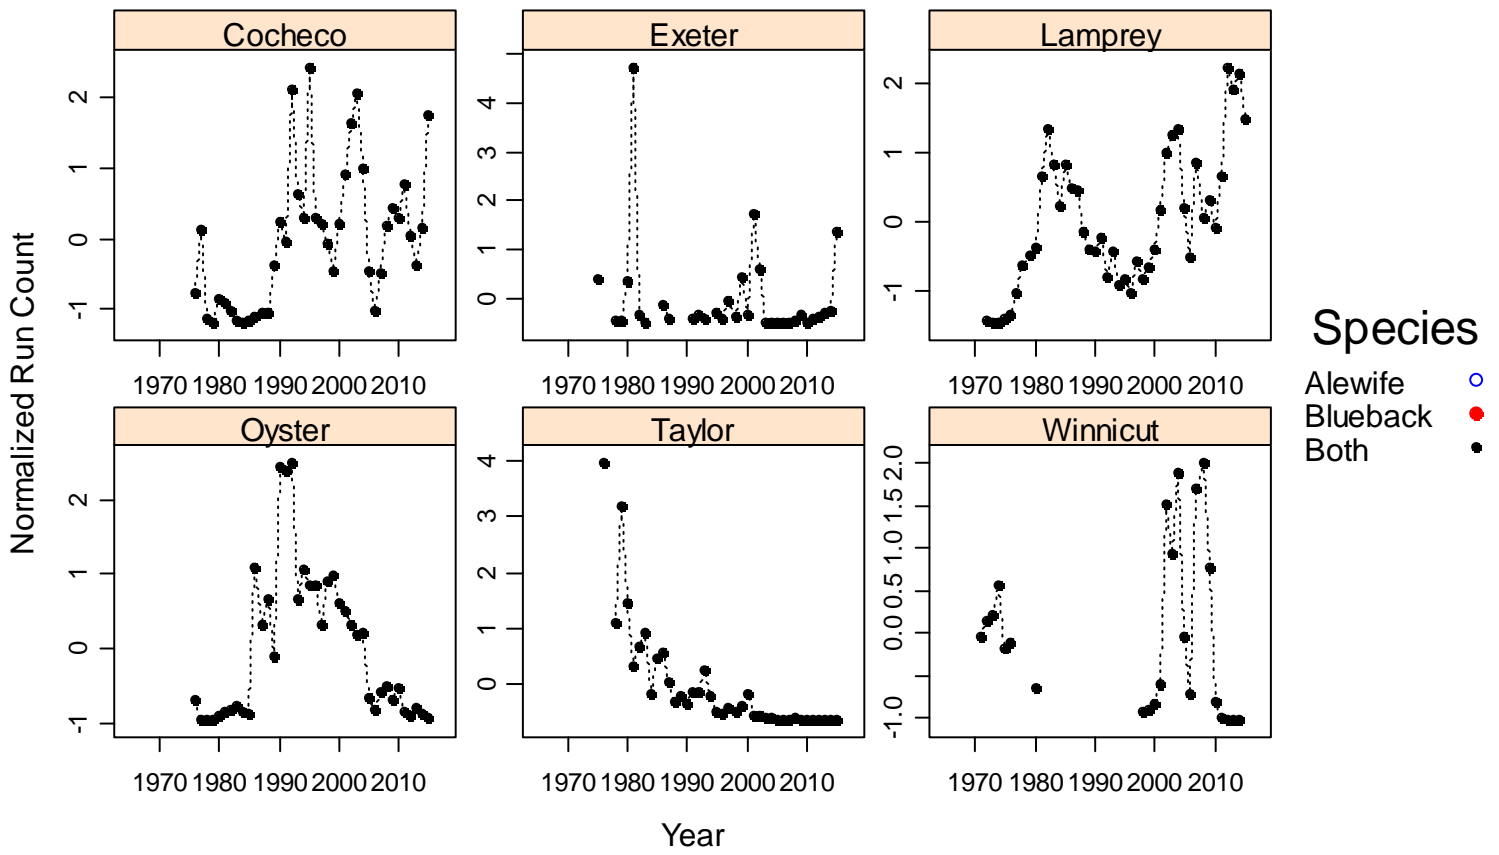 Cocheco Exeter Lamprey
2 1 0 -1
4 3 2 1 0
2 1 0 -1
Normalized Run Count
1970 1980 1990 2000 2010 1970 1980 1990 2000 2010 1970 1980 1990 2000 2010
Oyster Taylor Winnicut
2 1 0 -1
4 3 2 1 0
2.0 1.5 1.0 0.5 0.0 -1.0
1970 1980 1990 2000 2010 1970 1980 1990 2000 2010 1970 1980 1990 2000 2010
Year
Species
Alewife
Blueback
Both